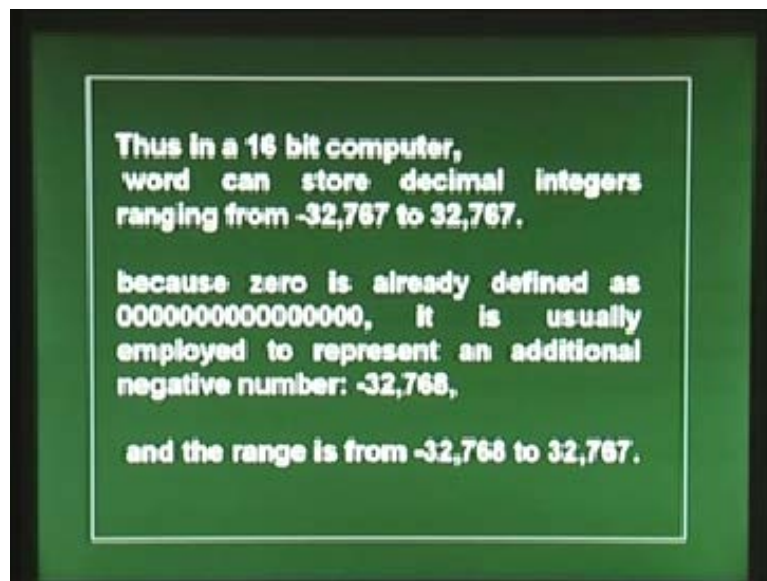 Thus in a 16 bit computer,
word can store decimal integers
ranging from -32,767 to 32,767.
because zero is already defined as
0000000000000000, it is usually
employed to represent an additional
negative number: -32,768,
and the range is from -32,768 to 32,767.